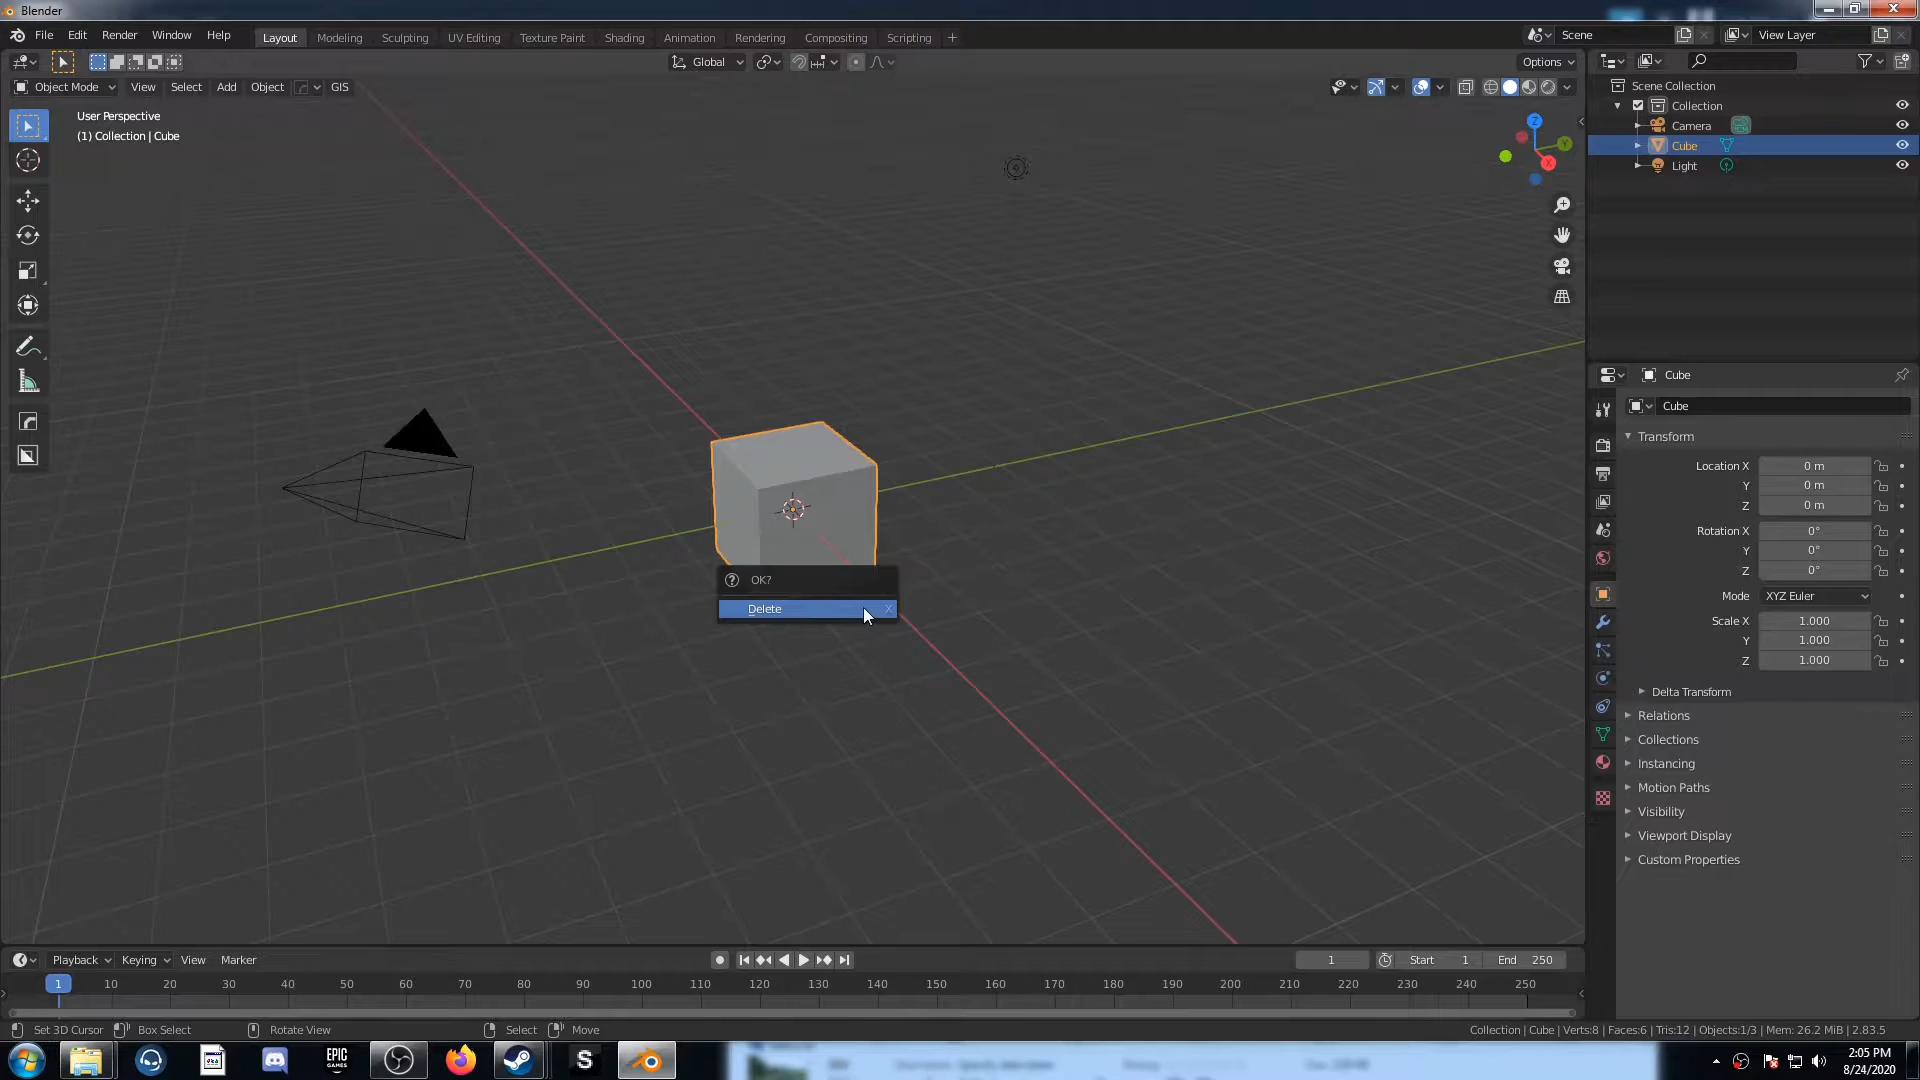 Blender
File Edit Render Window Help Layout Modeling Sculpting UV Editing Texture Paint Shading Animation Rendering Compositing Scripting + Scene View Layer
Global Options
Object Mode View Select Add Object GIS
User Perspective
(1) Collection | Cube
Z
Y
X
Scene Collection
Collection
Camera
Cube
Light
OK?
Delete X
Cube
Cube
Transform
Location X 0 m
Y 0 m
Z 0 m
Rotation X 0°
Y 0°
Z 0°
Mode XYZ Euler
Scale X 1.000
Y 1.000
Z 1.000
Delta Transform
Relations
Collections
Instancing
Motion Paths
Visibility
Viewport Display
Custom Properties
Playback Keying View Marker 1 Start 1 End 250
1 10 20 30 40 50 60 70 80 90 100 110 120 130 140 150 160 170 180 190 200 210 220 230 240 250
Set 3D Cursor Box Select Rotate View Select Move Collection | Cube | Verts:8 | Faces:6 | Tris:12 | Objects:1/3 | Mem: 26.2 MiB | 2.83.5
EPIC GAMES
S
2:05 PM
8/24/2020